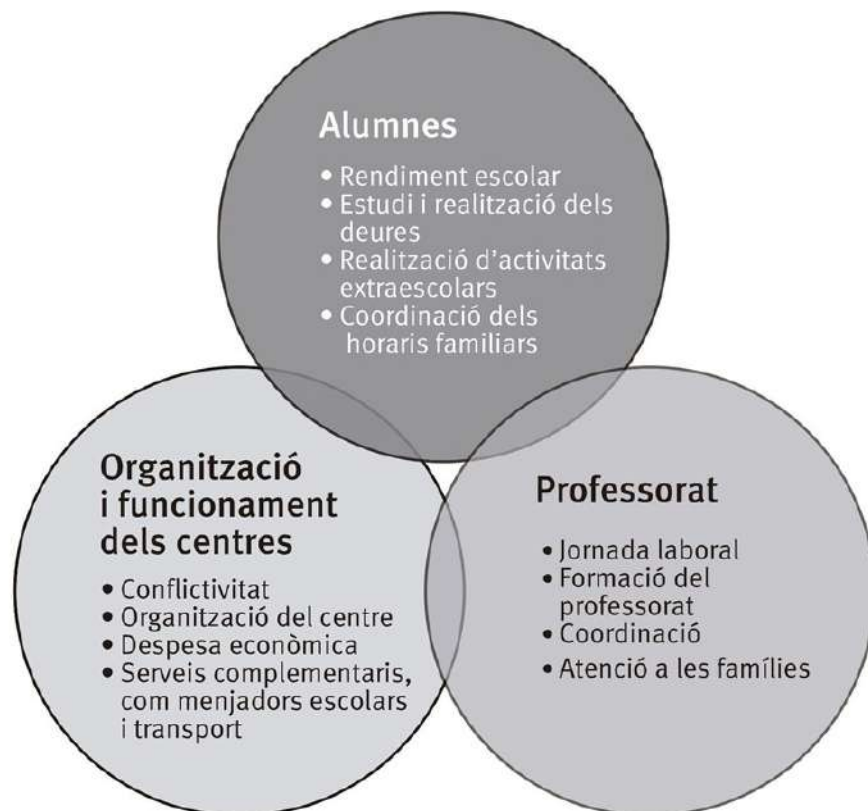 Alumnes
• Rendiment escolar
• Estudi i realització dels
deures
• Realització d’activitats
extraescolars
• Coordinació dels
horaris familiars
Organització
i funcionament
dels centres
• Conflictivitat
• Organització del centre
• Despesa econòmica
• Serveis complementaris,
com menjadors escolars
i transport
Professorat
• Jornada laboral
• Formació del
professorat
• Coordinació
• Atenció a les famílies